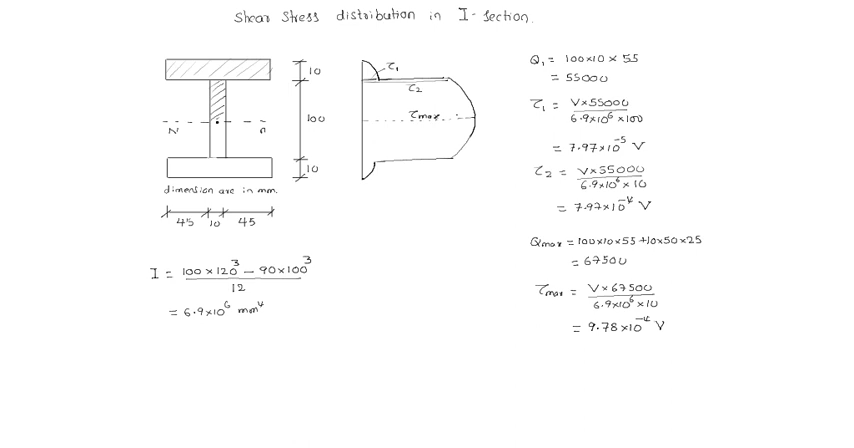 Shear Stress distribution in I-Section.
10
100
10
N A
dimension are in mm.
45 10 45
I = 100×120³ − 90×100³
12
= 6.9×10⁶ mm⁴
τ₁
τ₂
τmax
Q₁ = 100×10 × 55
= 55000
τ₁ = V×55000
6.9×10⁶ ×100
= 7.97×10⁻⁵ V
τ₂ = V×55000
6.9×10⁶ ×10
= 7.97×10⁻⁴ V
Qmax = 100×10×55 +10×50×25
= 67500
τmax = V×67500
6.9×10⁶ ×10
= 9.78×10⁻⁴ V